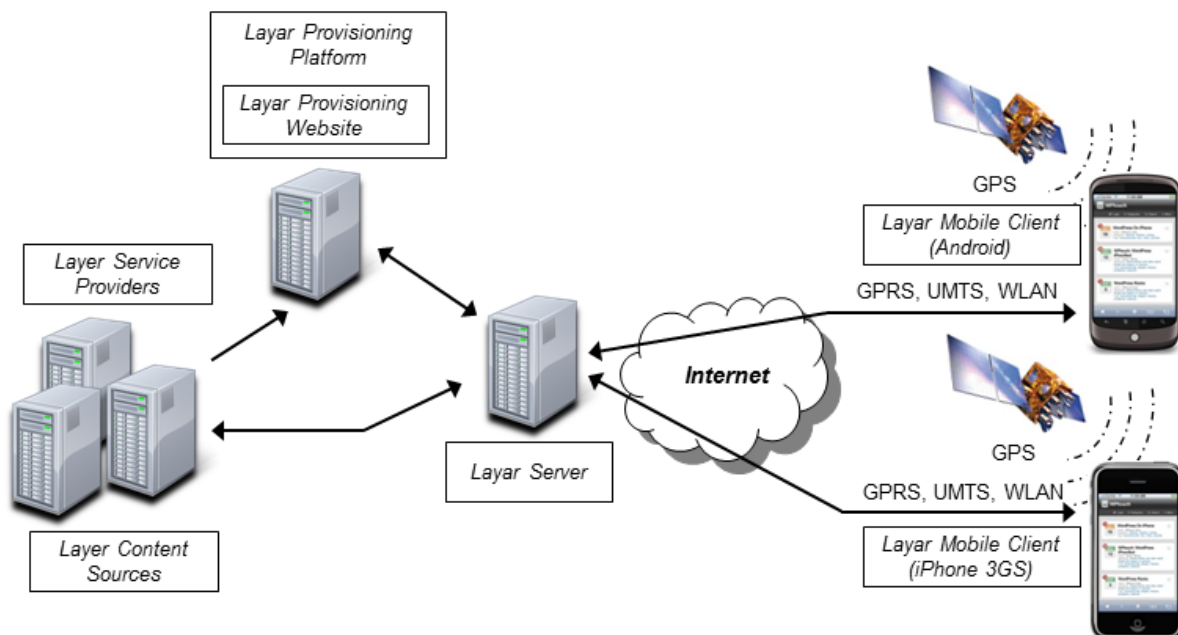 Layar Provisioning
Platform
Layar Provisioning
Website
GPS
Layar Mobile Client
(Android)
Layer Service
Providers
GPRS, UMTS, WLAN
Internet
GPS
Layar Server
GPRS, UMTS, WLAN
Layer Content
Sources
Layar Mobile Client
(iPhone 3GS)